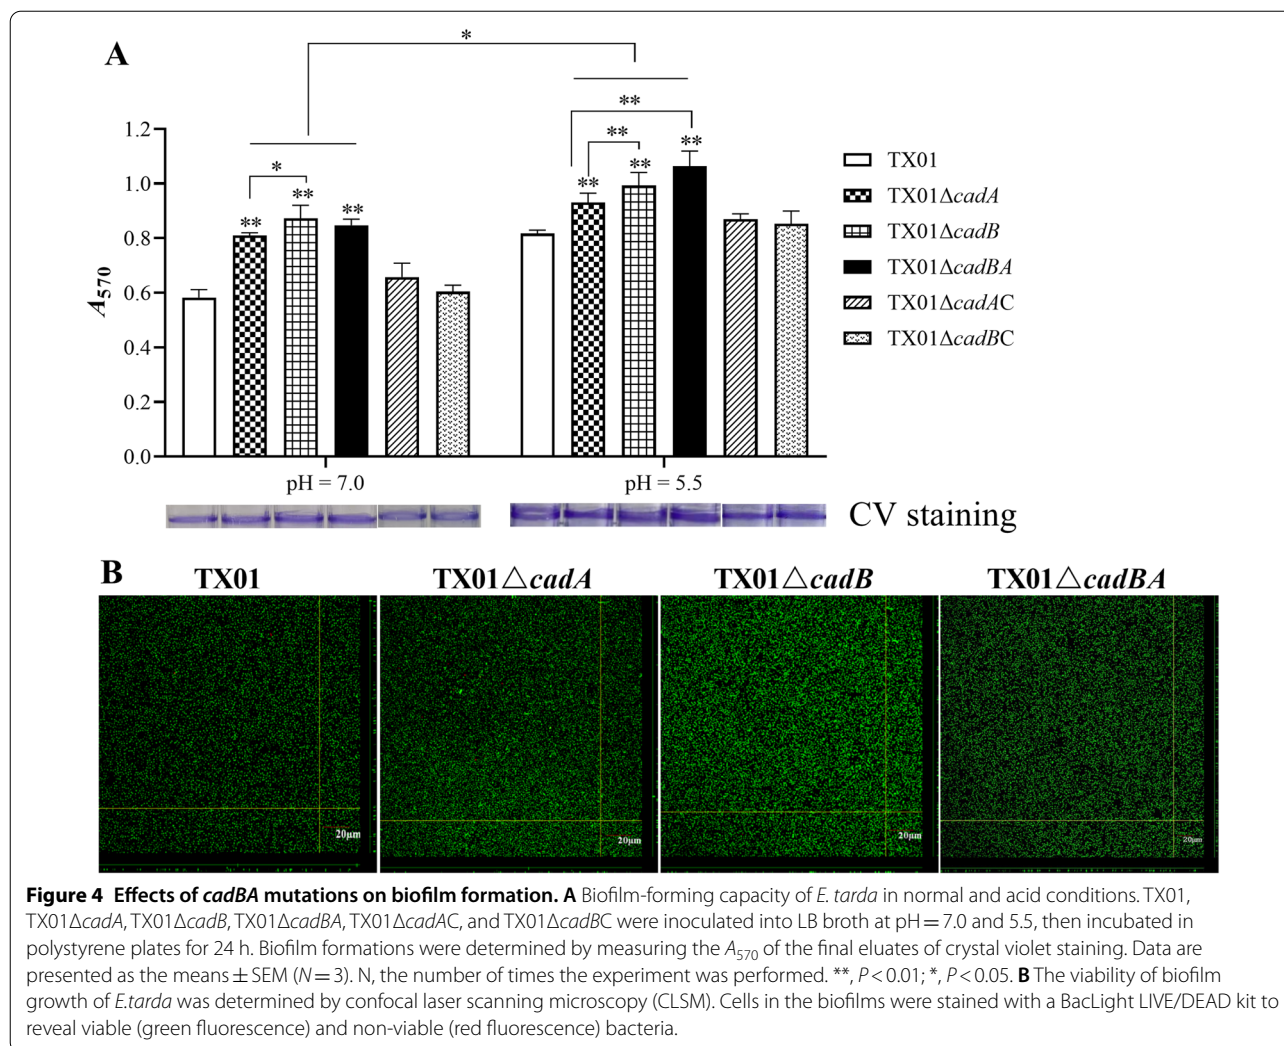 A
*
**
*
**
**
**
**
**
**
**
**
1.2
1.0
0.8
0.6
0.4
0.2
0.0
A570
pH = 7.0
pH = 5.5
TX01
TX01ΔcadA
TX01ΔcadB
TX01ΔcadBA
TX01ΔcadAC
TX01ΔcadBC
CV staining
B
TX01
TX01△cadA
TX01△cadB
TX01△cadBA
20μm
20μm
20μm
20μm
Figure 4 Effects of cadBA mutations on biofilm formation. A Biofilm-forming capacity of E. tarda in normal and acid conditions. TX01,
TX01ΔcadA, TX01ΔcadB, TX01ΔcadBA, TX01ΔcadAC, and TX01ΔcadBC were inoculated into LB broth at pH = 7.0 and 5.5, then incubated in
polystyrene plates for 24 h. Biofilm formations were determined by measuring the A570 of the final eluates of crystal violet staining. Data are
presented as the means ± SEM (N = 3). N, the number of times the experiment was performed. **, P < 0.01; *, P < 0.05. B The viability of biofilm
growth of E.tarda was determined by confocal laser scanning microscopy (CLSM). Cells in the biofilms were stained with a BacLight LIVE/DEAD kit to
reveal viable (green fluorescence) and non-viable (red fluorescence) bacteria.